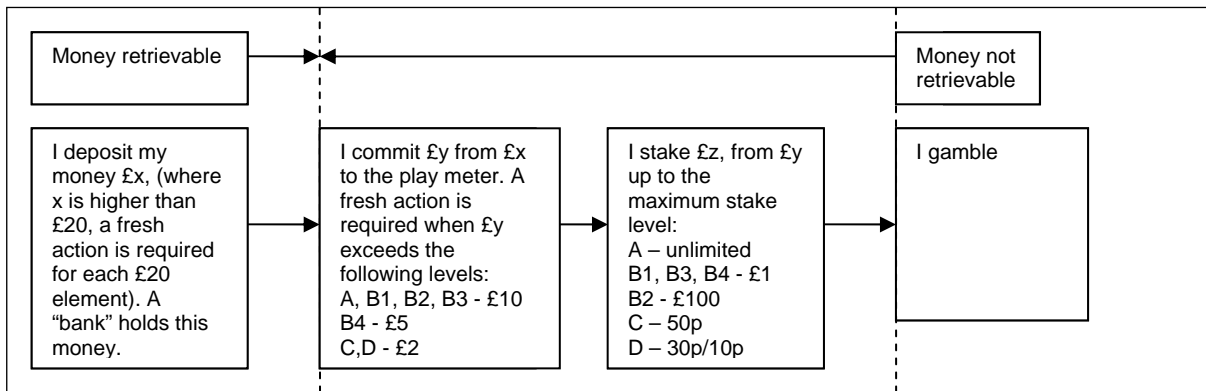 Money retrievable
Money not
retrievable
I deposit my
money £x, (where
x is higher than
£20, a fresh
action is required
for each £20
element). A
“bank” holds this
money.
I commit £y from £x
to the play meter. A
fresh action is
required when £y
exceeds the
following levels:
A, B1, B2, B3 - £10
B4 - £5
C,D - £2
I stake £z, from £y
up to the
maximum stake
level:
A – unlimited
B1, B3, B4 - £1
B2 - £100
C – 50p
D – 30p/10p
I gamble